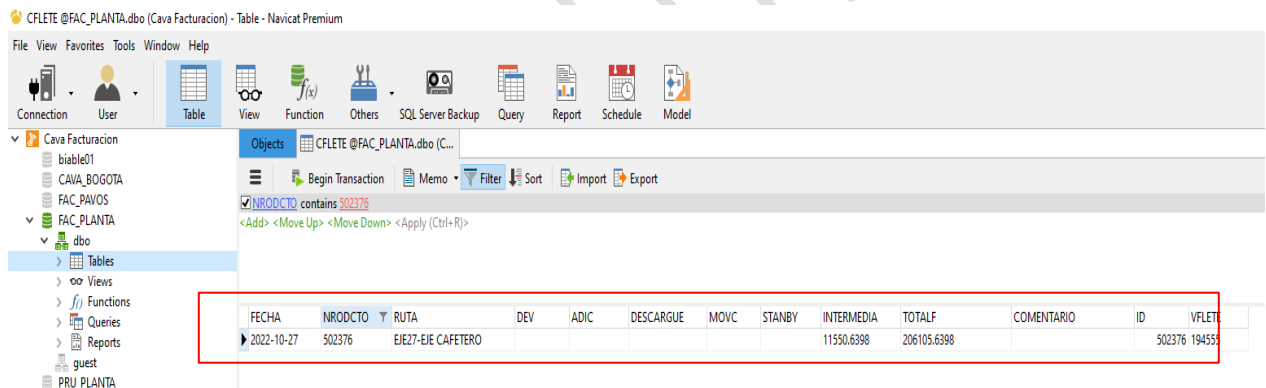 CFLETE @FAC_PLANTA.dbo (Cava Facturacion) - Table - Navicat Premium
File View Favorites Tools Window Help
Connection User Table View Function Others SQL Server Backup Query Report Schedule Model
Cava Facturacion
biable01
CAVA_BOGOTA
FAC_PAVOS
FAC_PLANTA
dbo
Tables
Views
Functions
Queries
Reports
guest
PRU_PLANTA
Objects CFLETE @FAC_PLANTA.dbo (C...
Begin Transaction Memo Filter Sort Import Export
NRODCTO contains 502376
<Add> <Move Up> <Move Down> <Apply (Ctrl+R)>
FECHA NRODCTO RUTA DEV ADIC DESCARGUE MOVC STANBY INTERMEDIA TOTALF COMENTARIO ID VFLETE
2022-10-27 502376 EJE27-EJE CAFETERO 11550.6398 206105.6398 502376 194555